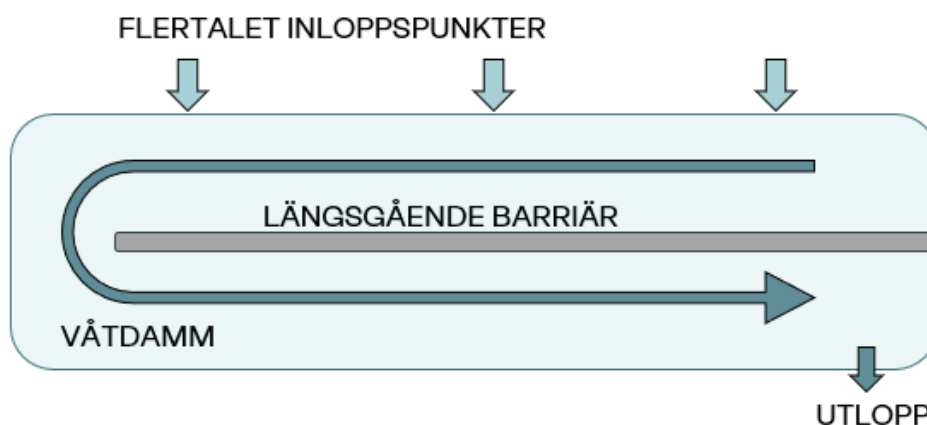 FLERTALET INLOPPSPUNKTER
LÄNGSGÅENDE BARRIÄR
VÅTDAMM
UTLOPP